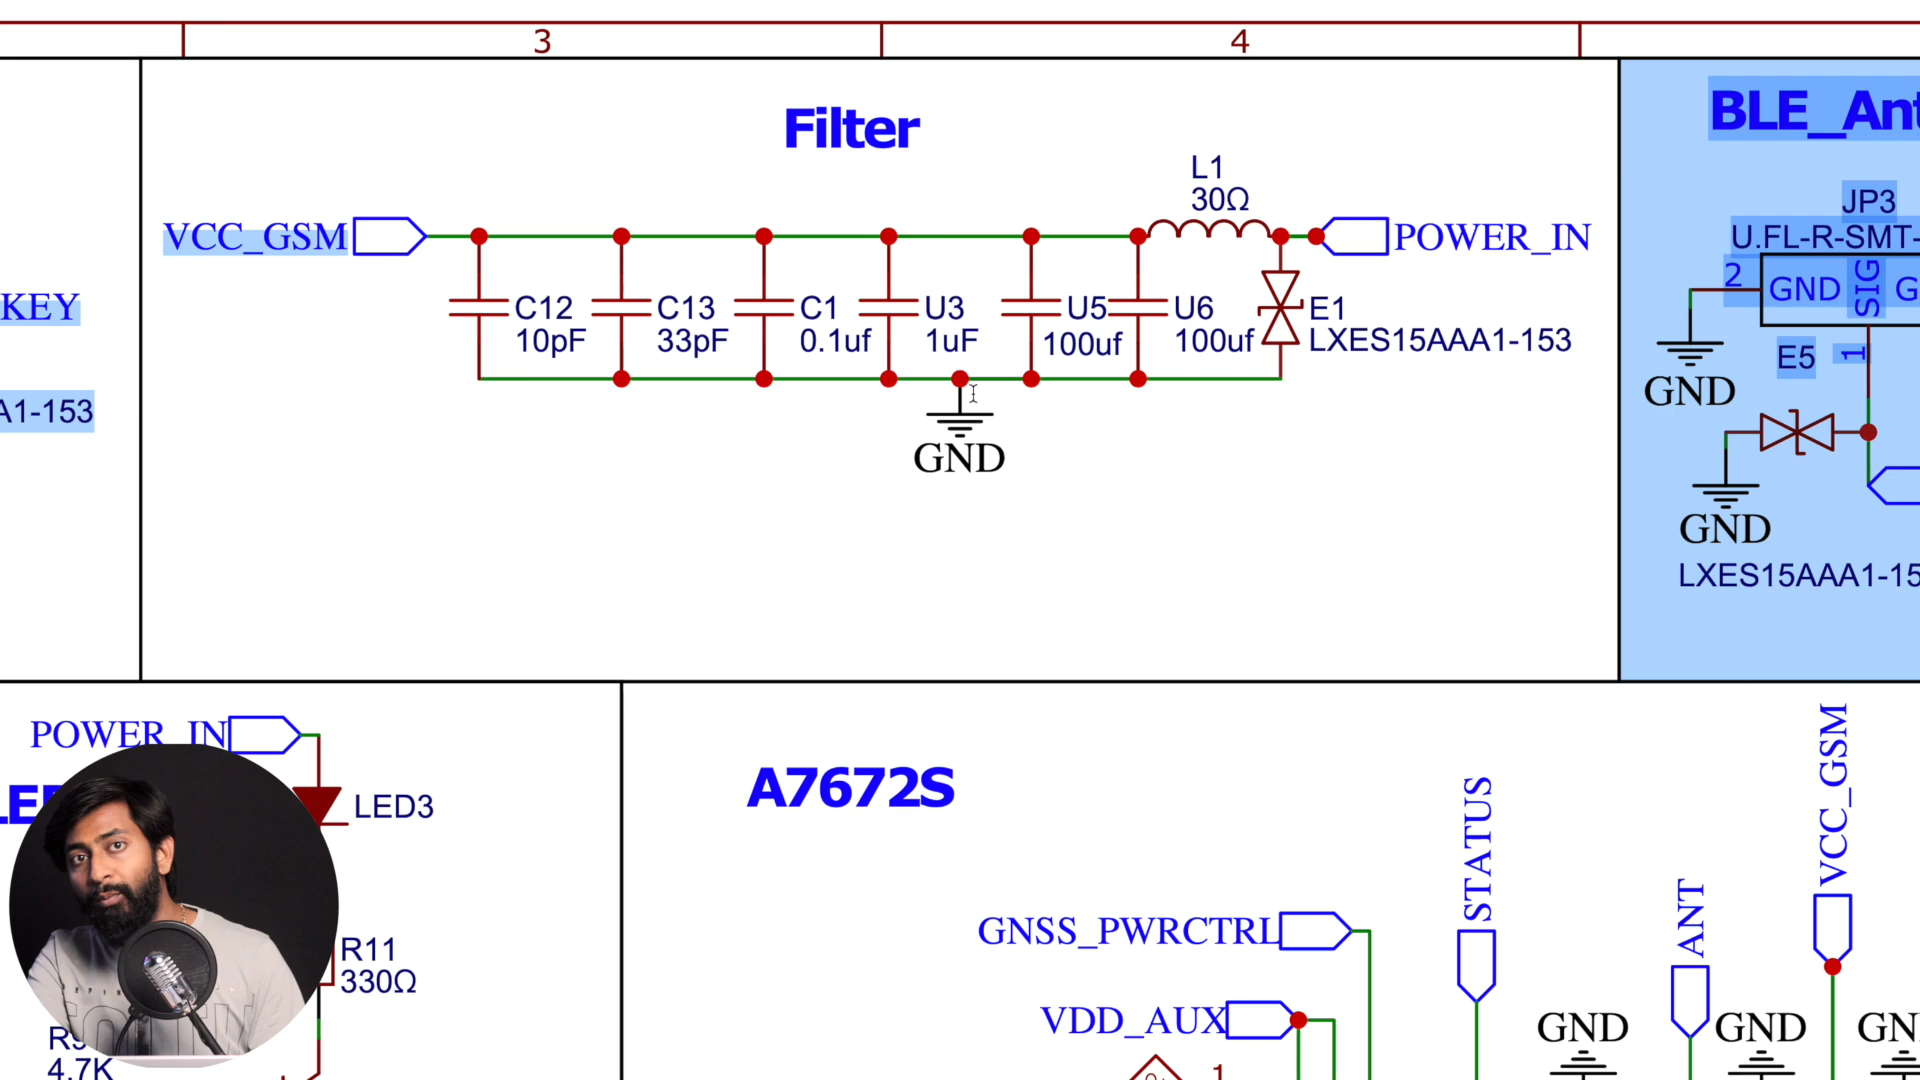 3
4
Filter
BLE_Ant
L1
30Ω
JP3
VCC_GSM
POWER_IN
U.FL-R-SMT-
2
GND
SIG
G
KEY
C12
10pF
C13
33pF
C1
0.1uf
U3
1uF
U5
100uf
U6
100uf
E1
LXES15AAA1-153
E5
1
GND
A1-153
GND
GND
LXES15AAA1-15
POWER_IN
LED3
R11
330Ω
4.7K
A7672S
STATUS
VCC_GSM
ANT
GNSS_PWRCTRL
VDD_AUX
1
GND
GND
GN